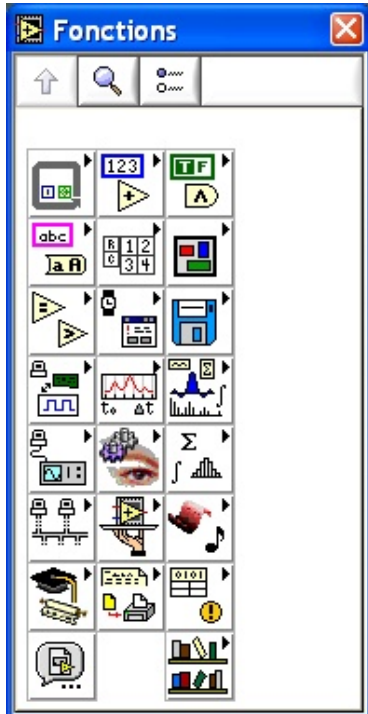 Fonctions
123
TF
abc
a A
R 1 2
C 3 4
t₀ Δt
Σ
Σ
0101